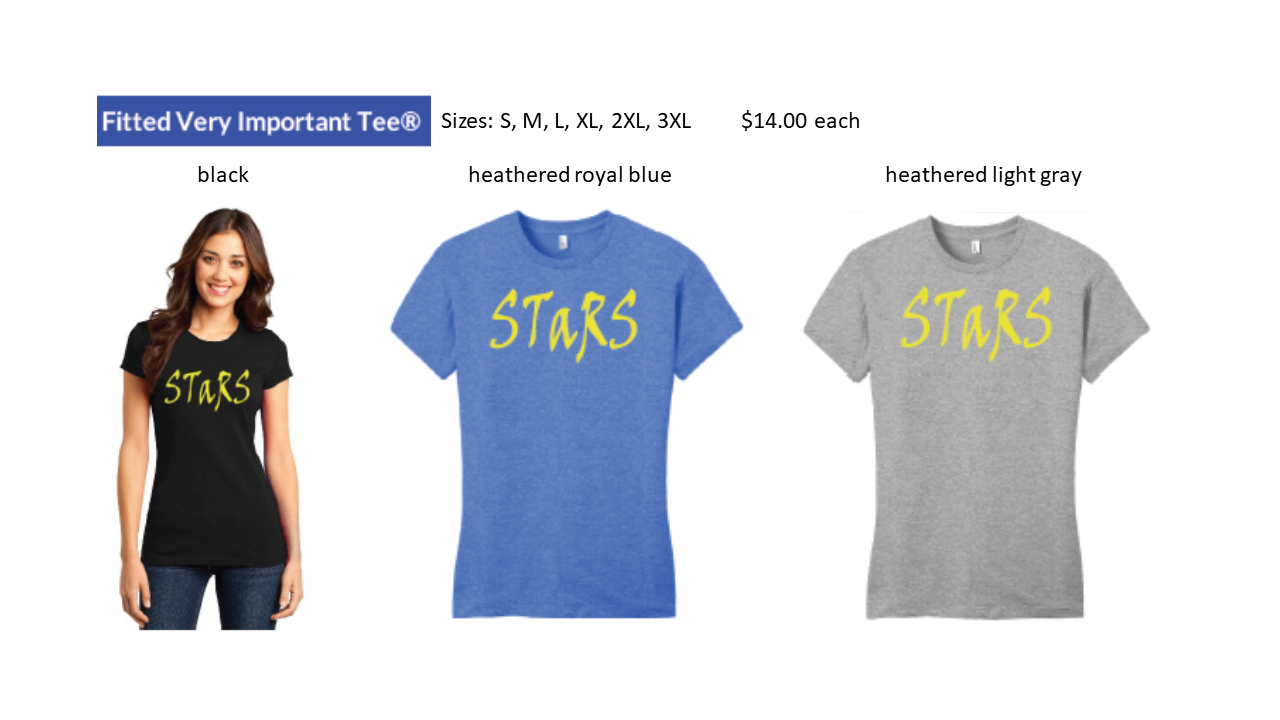 Fitted Very Important Tee® Sizes: S, M, L, XL, 2XL, 3XL $14.00 each
black heathered royal blue heathered light gray
STaRS STaRS
STaRS